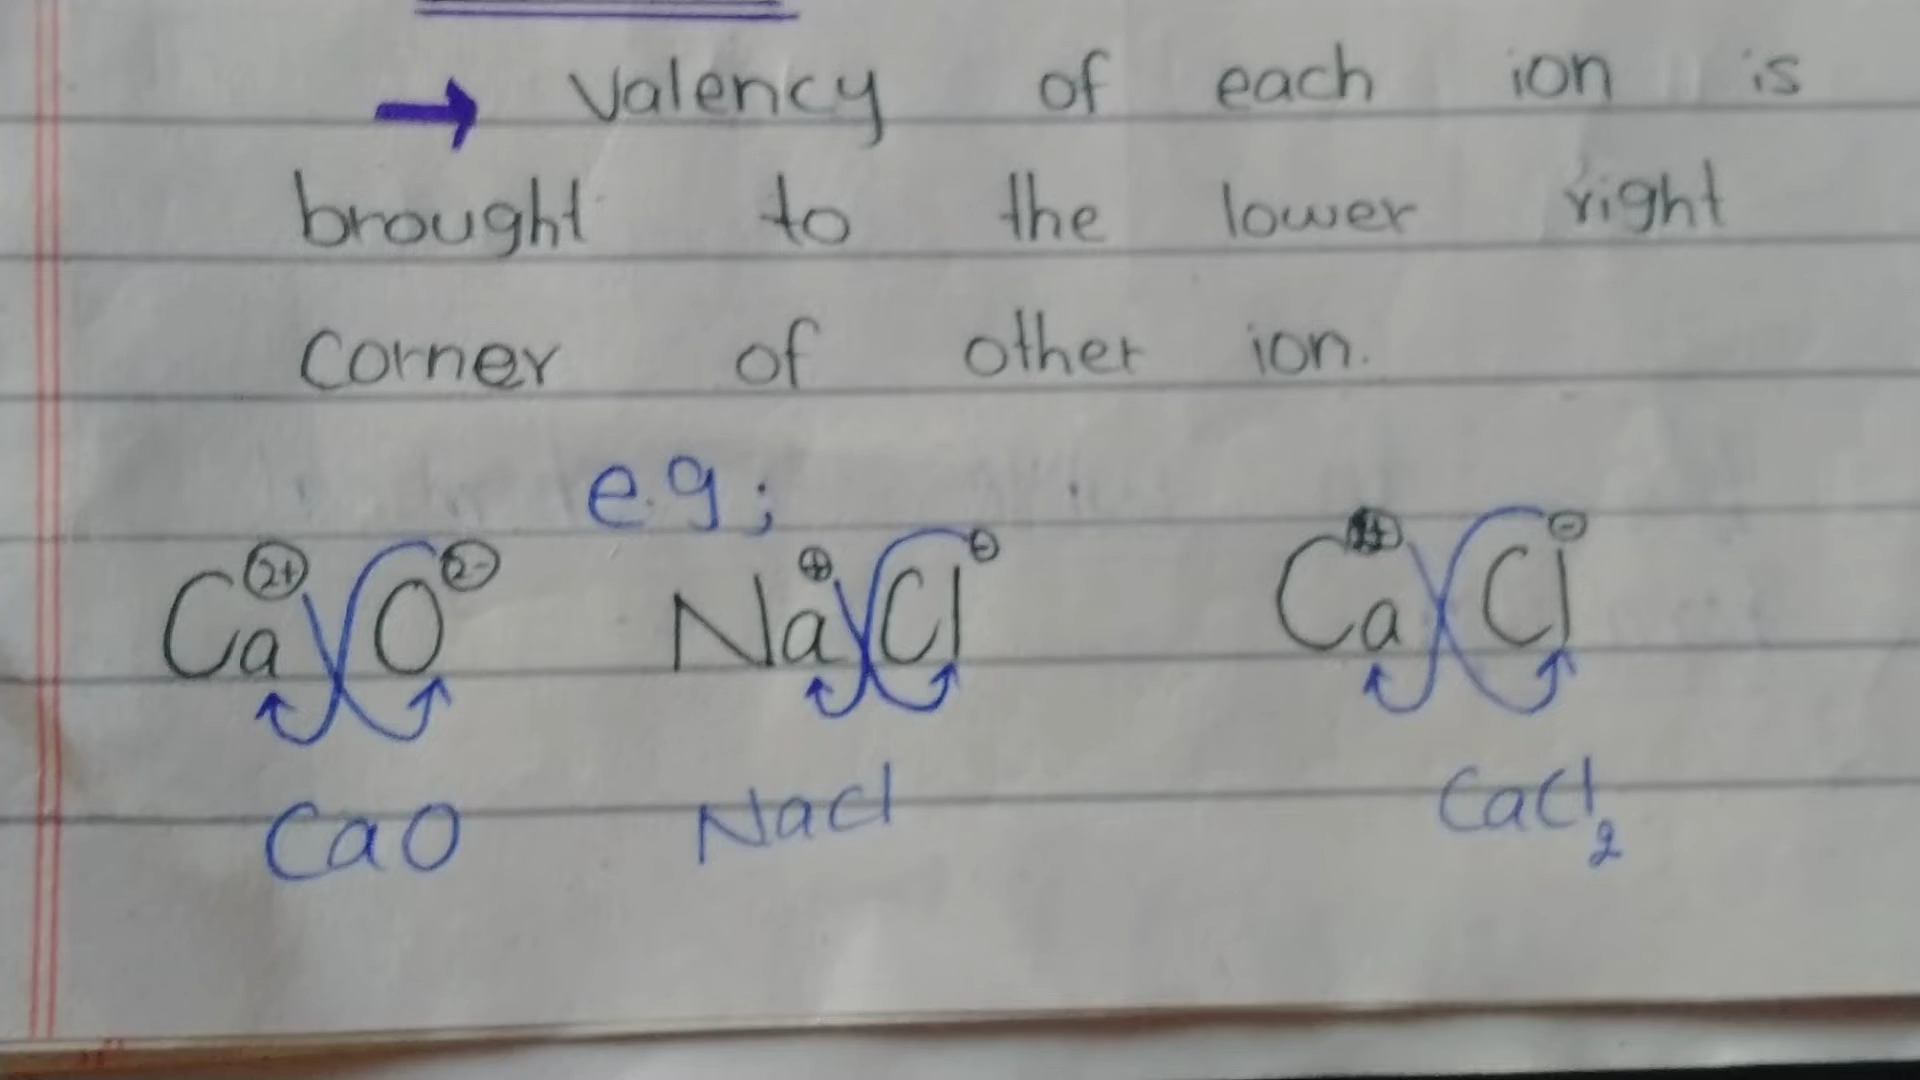 → Valency of each ion is
brought to the lower right
corner of other ion.
e.g;
Ca²⁺ O²⁻ Na⁺ Cl⁻ Ca²⁺ Cl⁻
CaO NaCl CaCl₂